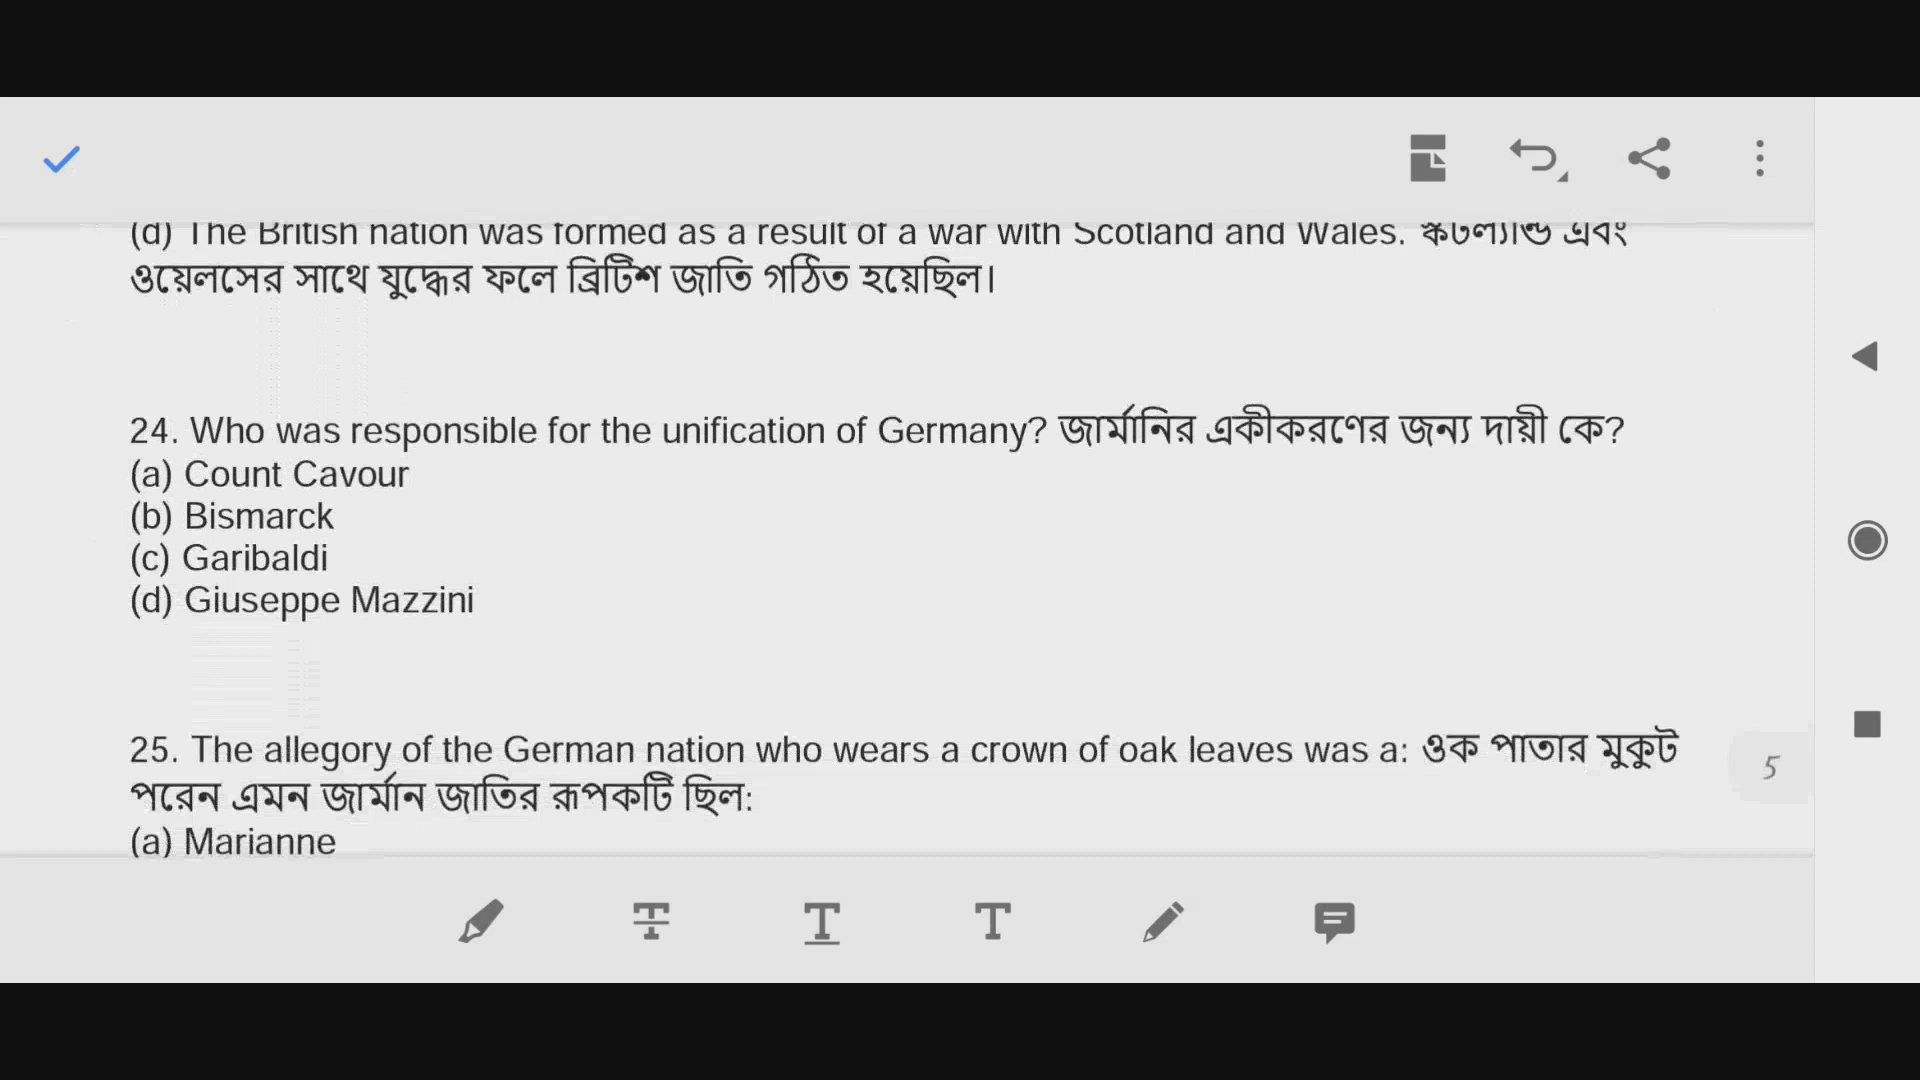 (d) The British nation was formed as a result of a war with Scotland and Wales. স্কটল্যান্ড এবং
ওয়েলসের সাথে যুদ্ধের ফলে ব্রিটিশ জাতি গঠিত হয়েছিল।
24. Who was responsible for the unification of Germany? জার্মানির একীকরণের জন্য দায়ী কে?
(a) Count Cavour
(b) Bismarck
(c) Garibaldi
(d) Giuseppe Mazzini
25. The allegory of the German nation who wears a crown of oak leaves was a: ওক পাতার মুকুট
পরেন এমন জার্মান জাতির রূপকটি ছিল:
5
(a) Marianne